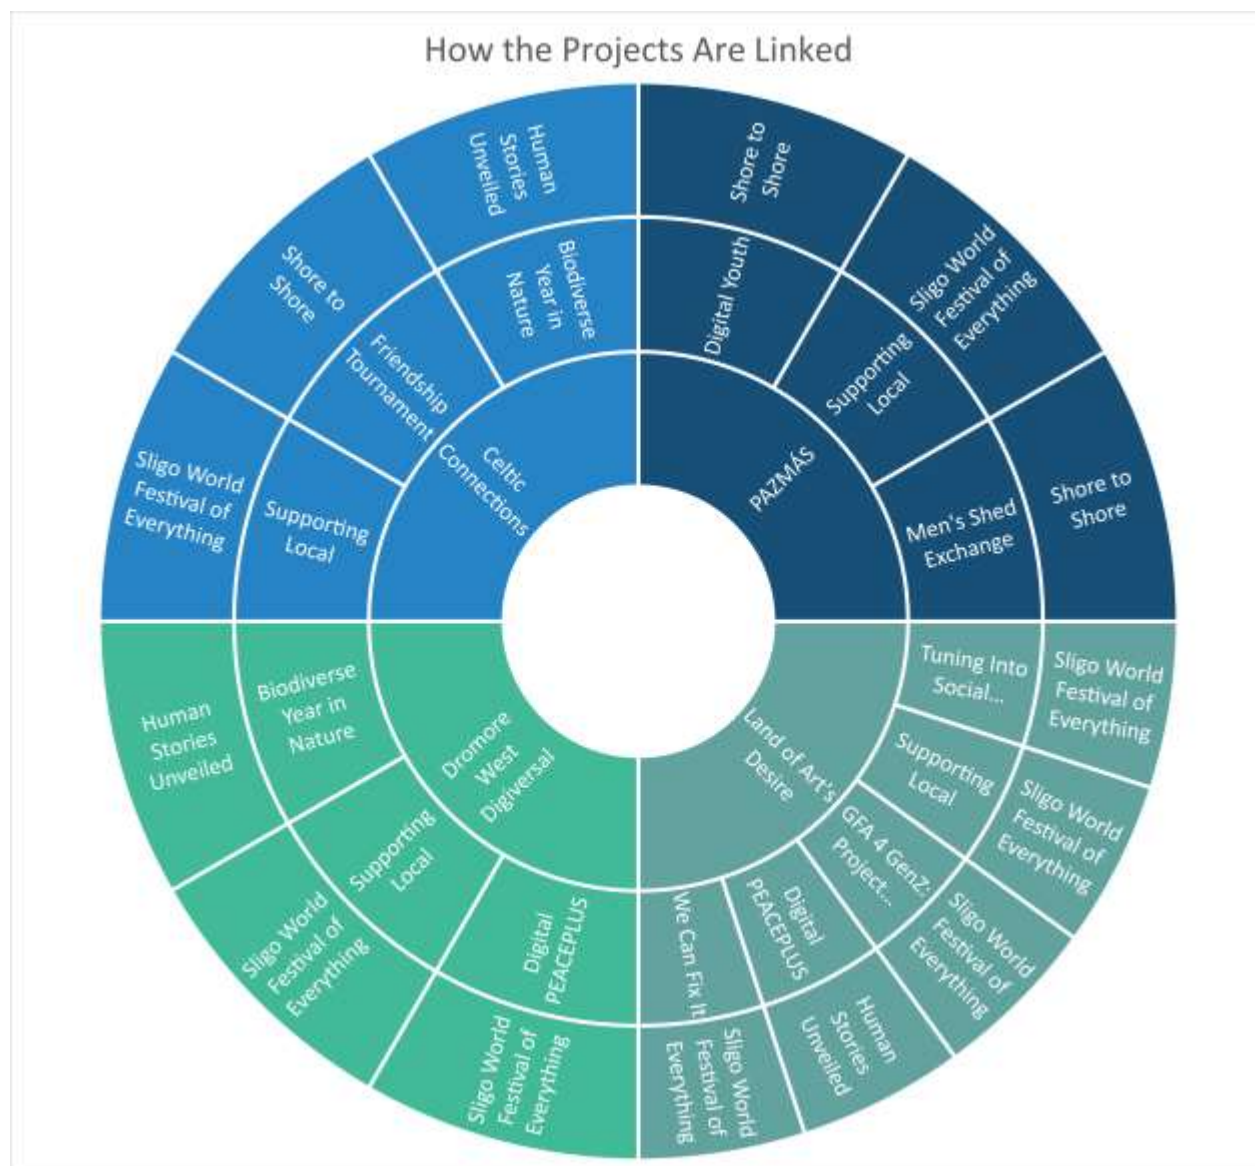 How the Projects Are Linked
PAZMÁS
Digital Youth
Shore to
Shore
Supporting
Local
Sligo World
Festival of
Everything
Men's Shed
Exchange
Shore to
Shore
Land of Art's
Desire
Tuning Into
Social...
Sligo World
Festival of
Everything
Supporting
Local
Sligo World
Festival of
Everything
GFA 4 GenZ:
Project...
Sligo World
Festival of
Everything
Digital
PEACEPLUS
Human
Stories
Unveiled
We Can Fix It!
Sligo World
Festival of
Everything
Dromore
West
Digiversal
Digital
PEACEPLUS
Sligo World
Festival of
Everything
Supporting
Local
Sligo World
Festival of
Everything
Biodiverse
Year in
Nature
Human
Stories
Unveiled
Celtic
Connections
Supporting
Local
Sligo World
Festival of
Everything
Friendship
Tournament
Shore to
Shore
Biodiverse
Year in
Nature
Human
Stories
Unveiled